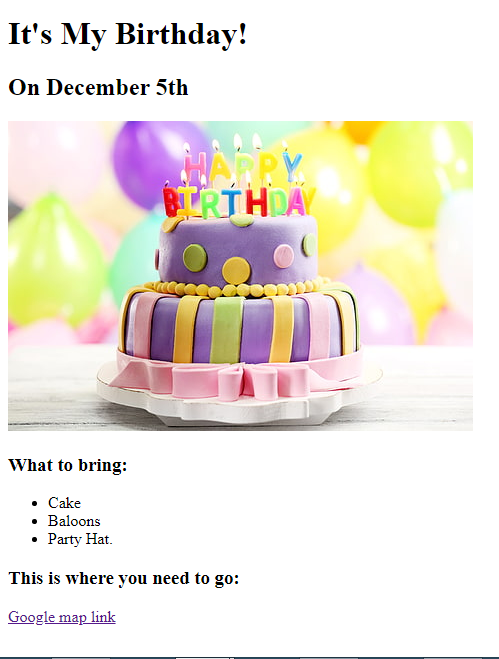 It's My Birthday!
On December 5th
HAPPY
BIRTHDAY
What to bring:
Cake
Baloons
Party Hat.
This is where you need to go:
Google map link